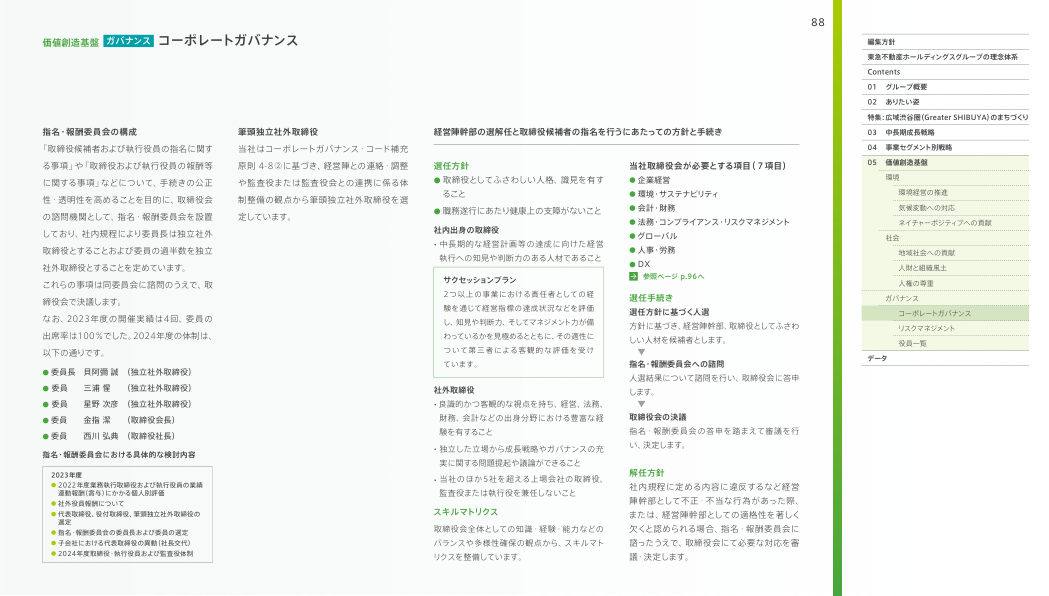 88
価値創造基盤 ガバナンス コーポレートガバナンス
指名・報酬委員会の構成
「取締役候補者および執行役員の指名に関す
る事項」や「取締役および執行役員の報酬等
に関する事項」などについて、手続きの公正
性・透明性を高めることを目的に、取締役会
の諮問機関として、指名・報酬委員会を設置
しており、社内規程により委員長は独立社外
取締役とすることおよび委員の過半数を独立
社外取締役とすることを定めています。
これらの事項は同委員会に諮問のうえで、取
締役会で決議します。
なお、2023年度の開催実績は4回、委員の
出席率は100％でした。2024年度の体制は、
以下の通りです。
●委員長 貝阿彌 誠 （独立社外取締役）
●委員 三浦 惺 （独立社外取締役）
●委員 星野 次彦 （独立社外取締役）
●委員 金指 潔 （取締役会長）
●委員 西川 弘典 （取締役社長）
指名・報酬委員会における具体的な検討内容
2023年度
●2022年度業務執行取締役および執行役員の業績
連動報酬（賞与）にかかる個人別評価
●社外役員報酬について
●代表取締役、役付取締役、筆頭独立社外取締役の
選定
●指名・報酬委員会の委員長および委員の選定
●子会社における代表取締役の異動（社長交代）
●2024年度取締役・執行役員および監査役体制
筆頭独立社外取締役
当社はコーポレートガバナンス・コード補充
原則 4-8②に基づき、経営陣との連絡・調整
や監査役または監査役会との連携に係る体
制整備の観点から筆頭独立社外取締役を選
定しています。
経営陣幹部の選解任と取締役候補者の指名を行うにあたっての方針と手続き
選任方針
●取締役としてふさわしい人格、識見を有す
ること
●職務遂行にあたり健康上の支障がないこと
社内出身の取締役
・中長期的な経営計画等の達成に向けた経営
執行への知見や判断力のある人材であること
サクセッションプラン
2つ以上の事業における責任者としての経
験を通じて経営指標の達成状況などを評価
し、知見や判断力、そしてマネジメント力が備
わっているかを見極めるとともに、その適性に
ついて第三者による客観的な評価を受け
ています。
社外取締役
・良識的かつ客観的な視点を持ち、経営、法務、
財務、会計などの出身分野における豊富な経
験を有すること
・独立した立場から成長戦略やガバナンスの充
実に関する問題提起や議論ができること
・当社のほか5社を超える上場会社の取締役、
監査役または執行役を兼任しないこと
スキルマトリクス
取締役会全体としての知識・経験・能力などの
バランスや多様性確保の観点から、スキルマト
リクスを整備しています。
当社取締役会が必要とする項目（7項目）
●企業経営
●環境・サステナビリティ
●会計・財務
●法務・コンプライアンス・リスクマネジメント
●グローバル
●人事・労務
●DX
→ 参照ページ p.96へ
選任手続き
選任方針に基づく人選
方針に基づき、経営陣幹部、取締役としてふさわ
しい人材を候補者とします。
▼
指名・報酬委員会への諮問
人選結果について諮問を行い、取締役会に答申
します。
▼
取締役会の決議
指名・報酬委員会の答申を踏まえて審議を行
い、決定します。
解任方針
社内規程に定める内容に違反するなど経営
陣幹部として不正・不当な行為があった際、
または、経営陣幹部としての適格性を著しく
欠くと認められる場合、指名・報酬委員会に
諮ったうえで、取締役会にて必要な対応を審
議・決定します。
編集方針
東急不動産ホールディングスグループの理念体系
Contents
01 グループ概要
02 ありたい姿
特集：広域渋谷圏（Greater SHIBUYA）のまちづくり
03 中長期成長戦略
04 事業セグメント別戦略
05 価値創造基盤
環境
環境経営の推進
気候変動への対応
ネイチャーポジティブへの貢献
社会
地域社会への貢献
人財と組織風土
人権の尊重
ガバナンス
コーポレートガバナンス
リスクマネジメント
役員一覧
データ